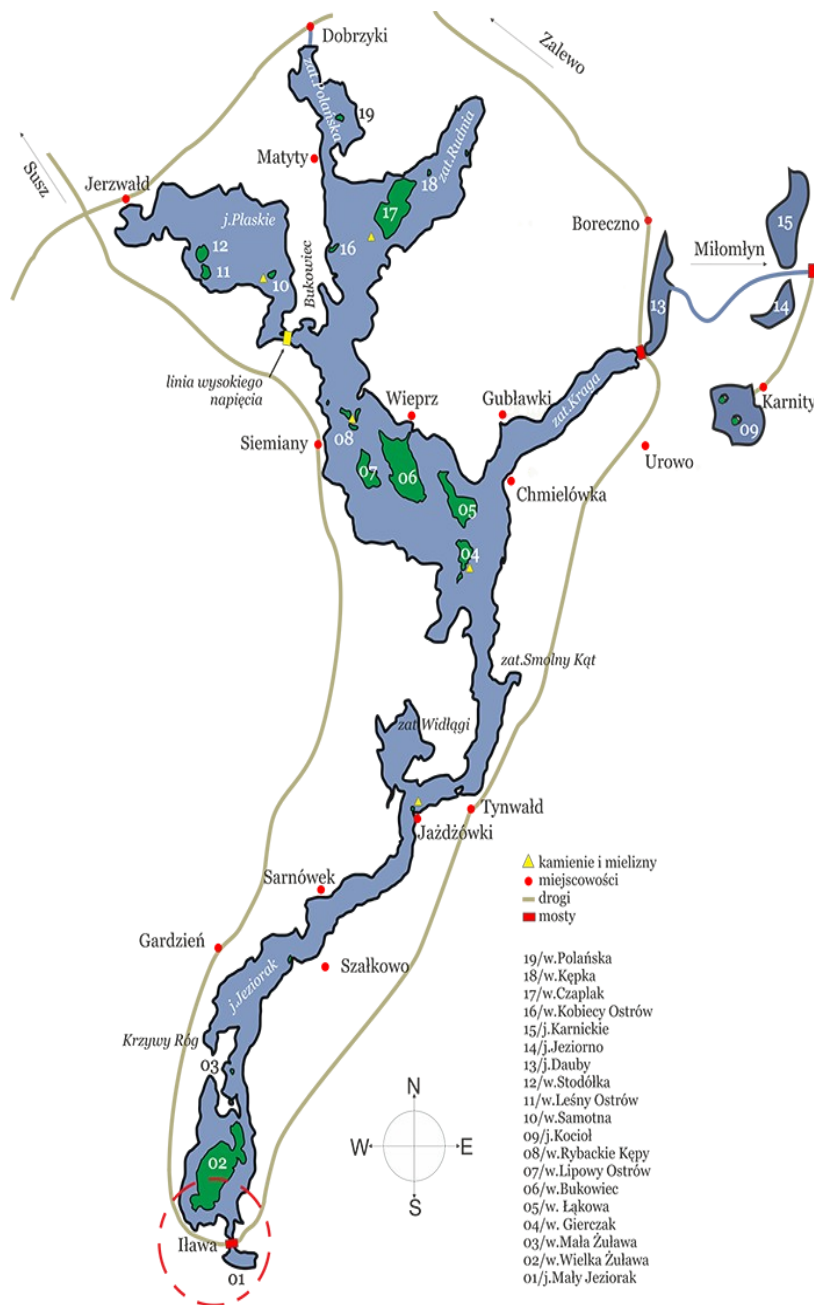 Dobrzyki
Zalewo
zat.Polańska
19
Matyty
zat.Rudnia
18
Susz
Jerzwałd
j.Płaskie
17
15
Boreczno
12
16
Miłomłyn
11
10
Bukowiec
13
14
linia wysokiego
napięcia
Wieprz
Gubławki
zat.Kraga
Karnity
09
08
Siemiany
Urowo
07
06
Chmielówka
05
04
zat.Smolny Kąt
zat.Widłągi
Tynwałd
Jażdżówki
kamienie i mielizny
miejscowości
drogi
mosty
Sarnówek
Gardzień
Szałkowo
j.Jeziorak
Krzywy Róg
03
02
Iława
01
N
W
E
S
19/w.Polańska
18/w.Kępka
17/w.Czaplak
16/w.Kobiecy Ostrów
15/j.Karnickie
14/j.Jeziorno
13/j.Dauby
12/w.Stodółka
11/w.Leśny Ostrów
10/w.Samotna
09/j.Kocioł
08/w.Rybackie Kępy
07/w.Lipowy Ostrów
06/w.Bukowiec
05/w. Łąkowa
04/w. Gierczak
03/w.Mała Żuława
02/w.Wielka Żuława
01/j.Mały Jeziorak